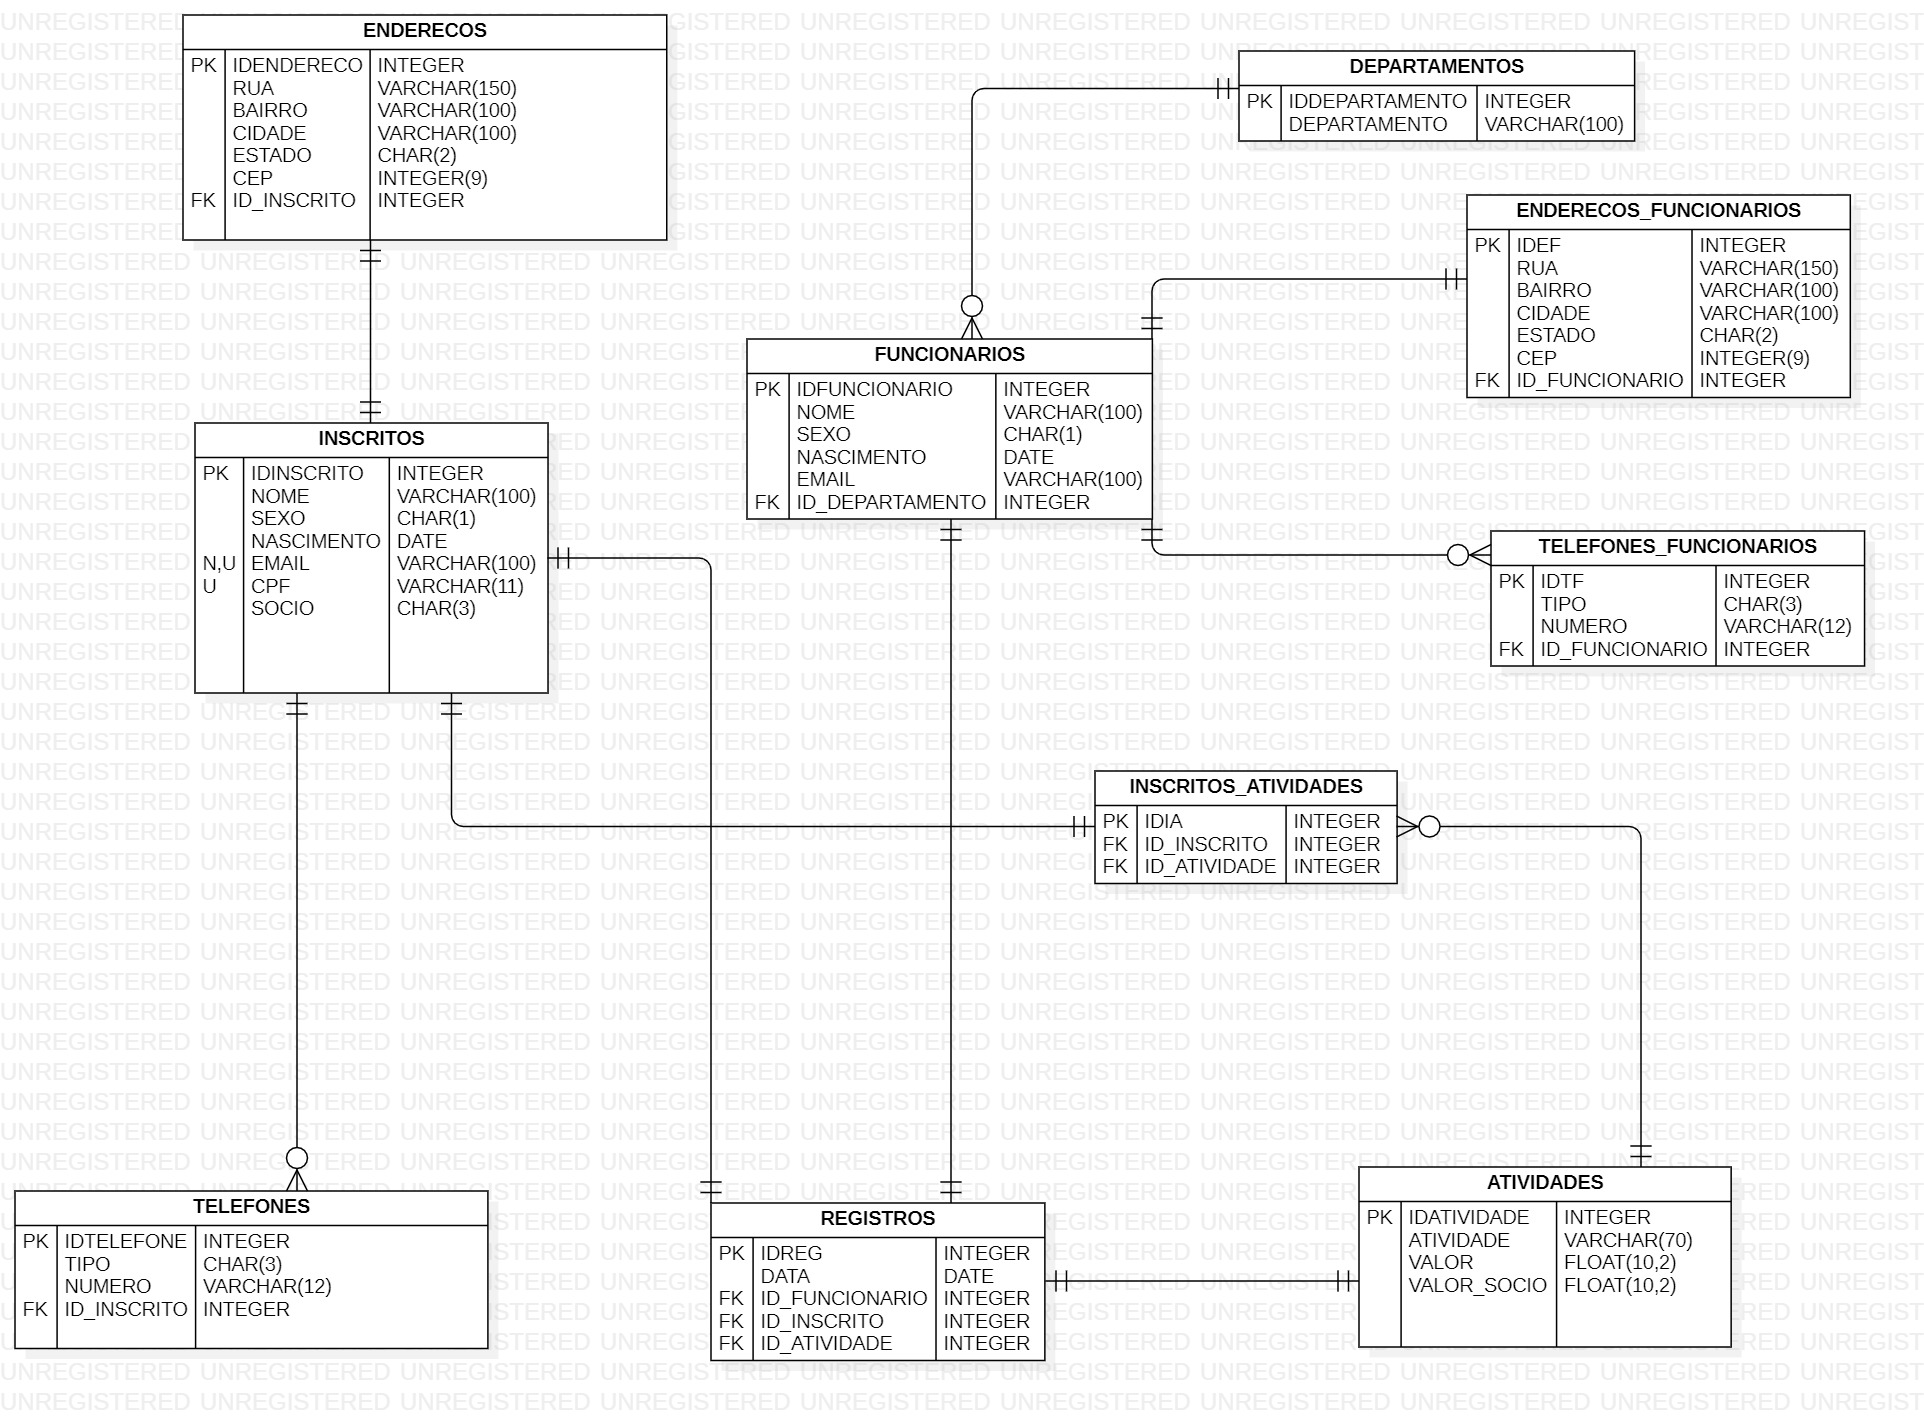 ENDERECOS
PK IDENDERECO INTEGER
RUA VARCHAR(150)
BAIRRO VARCHAR(100)
CIDADE VARCHAR(100)
ESTADO CHAR(2)
CEP INTEGER(9)
FK ID_INSCRITO INTEGER
DEPARTAMENTOS
PK IDDEPARTAMENTO INTEGER
DEPARTAMENTO VARCHAR(100)
ENDERECOS_FUNCIONARIOS
PK IDEF INTEGER
RUA VARCHAR(150)
BAIRRO VARCHAR(100)
CIDADE VARCHAR(100)
ESTADO CHAR(2)
CEP INTEGER(9)
FK ID_FUNCIONARIO INTEGER
FUNCIONARIOS
PK IDFUNCIONARIO INTEGER
NOME VARCHAR(100)
SEXO CHAR(1)
NASCIMENTO DATE
EMAIL VARCHAR(100)
FK ID_DEPARTAMENTO INTEGER
INSCRITOS
PK IDINSCRITO INTEGER
NOME VARCHAR(100)
SEXO CHAR(1)
NASCIMENTO DATE
N,U EMAIL VARCHAR(100)
U CPF VARCHAR(11)
SOCIO CHAR(3)
TELEFONES_FUNCIONARIOS
PK IDTF INTEGER
TIPO CHAR(3)
NUMERO VARCHAR(12)
FK ID_FUNCIONARIO INTEGER
INSCRITOS_ATIVIDADES
PK IDIA INTEGER
FK ID_INSCRITO INTEGER
FK ID_ATIVIDADE INTEGER
TELEFONES
PK IDTELEFONE INTEGER
TIPO CHAR(3)
NUMERO VARCHAR(12)
FK ID_INSCRITO INTEGER
REGISTROS
PK IDREG INTEGER
DATA DATE
FK ID_FUNCIONARIO INTEGER
FK ID_INSCRITO INTEGER
FK ID_ATIVIDADE INTEGER
ATIVIDADES
PK IDATIVIDADE INTEGER
ATIVIDADE VARCHAR(70)
VALOR FLOAT(10,2)
VALOR_SOCIO FLOAT(10,2)
UNREGISTERED